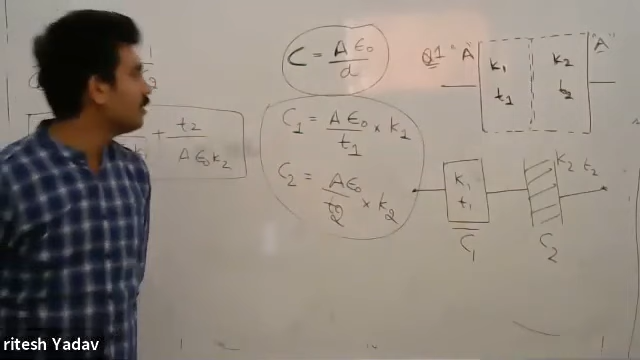 C = A ε₀ / d
Q1 "A" "A"
k₁ k₂
t₁ t₂
+ t₂ / A ε₀ k₂
C₁ = A ε₀ / t₁ × k₁
C₂ = A ε₀ / t₂ × k₂
k₁ k₂ t₂
t₁
C₁ C₂
ritesh Yadav